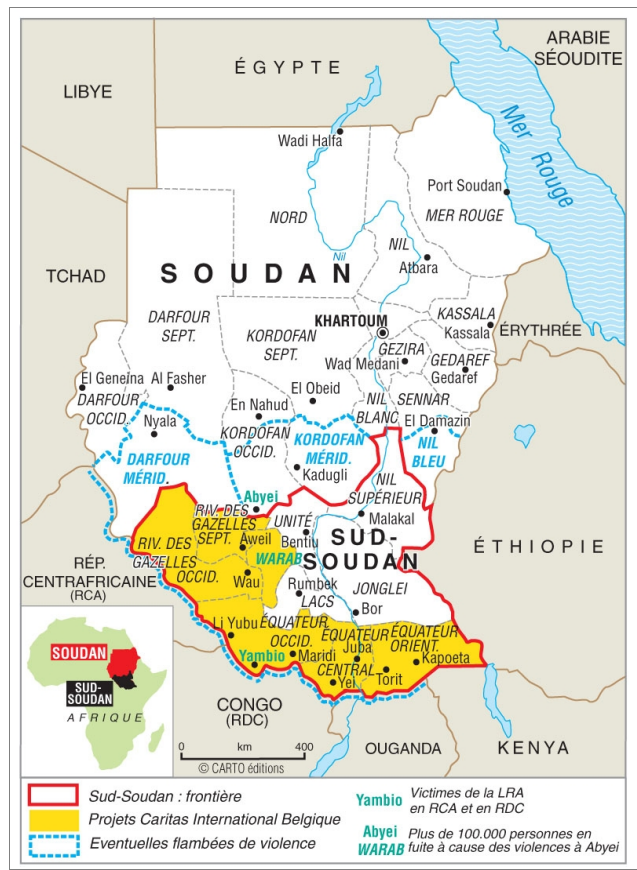 ÉGYPTE
ARABIE
SÉOUDITE
LIBYE
Mer Rouge
Wadi Halfa
Port Soudan
MER ROUGE
NORD
NIL
Nil
Atbara
TCHAD
SOUDAN
DARFOUR
SEPT.
KORDOFAN
SEPT.
KHARTOUM
KASSALA
Kassala
ÉRYTHRÉE
GEZIRA
Wad Medani
GEDAREF
Gedaref
El Geneina
Al Fasher
El Obeid
SENNAR
DARFOUR
OCCID.
En Nahud
NIL
BLANC
El Damazin
Nyala
KORDOFAN
OCCID.
KORDOFAN
MÉRID.
NIL
BLEU
DARFOUR
MÉRID.
Kadugli
NIL
SUPÉRIEUR
Abyei
RIV. DES
GAZELLES
SEPT.
UNITÉ
Malakal
Aweil
Bentiu
SUD-
SOUDAN
RIV. DES
GAZELLES
OCCID.
WARAB
Wau
ÉTHIOPIE
RÉP.
CENTRAFRICAINE
(RCA)
Rumbek
LACS
JONGLEI
Bor
Li Yubu
ÉQUATEUR
OCCID.
ÉQUATEUR
CENTRAL
ÉQUATEUR
ORIENT.
Juba
Yambio
Maridi
Kapoeta
Yei
Torit
SOUDAN
SUD-
SOUDAN
AFRIQUE
CONGO
(RDC)
OUGANDA
KENYA
0 km 400
© CARTO éditions
Sud-Soudan : frontière
Projets Caritas International Belgique
Eventuelles flambées de violence
Yambio
Victimes de la LRA
en RCA et en RDC
Abyei
WARAB
Plus de 100.000 personnes en
fuite à cause des violences à Abyei